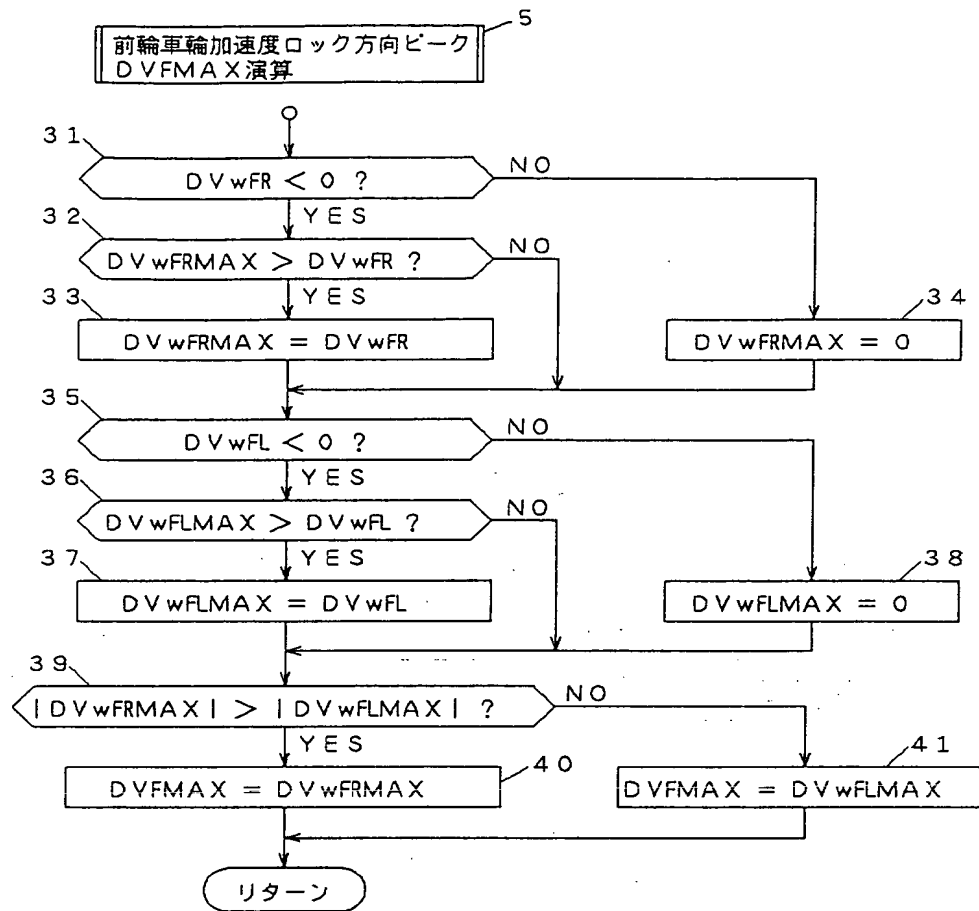 5
前輪車輪加速度ロック方向ピーク
DVFMAX演算
31
DVwFR < 0 ?
NO
YES
32
DVwFRMAX > DVwFR ?
NO
YES
33
DVwFRMAX = DVwFR
34
DVwFRMAX = 0
35
DVwFL < 0 ?
NO
YES
36
DVwFLMAX > DVwFL ?
NO
YES
37
DVwFLMAX = DVwFL
38
DVwFLMAX = 0
39
|DVwFRMAX| > |DVwFLMAX| ?
NO
YES
40
DVFMAX = DVwFRMAX
41
DVFMAX = DVwFLMAX
リターン